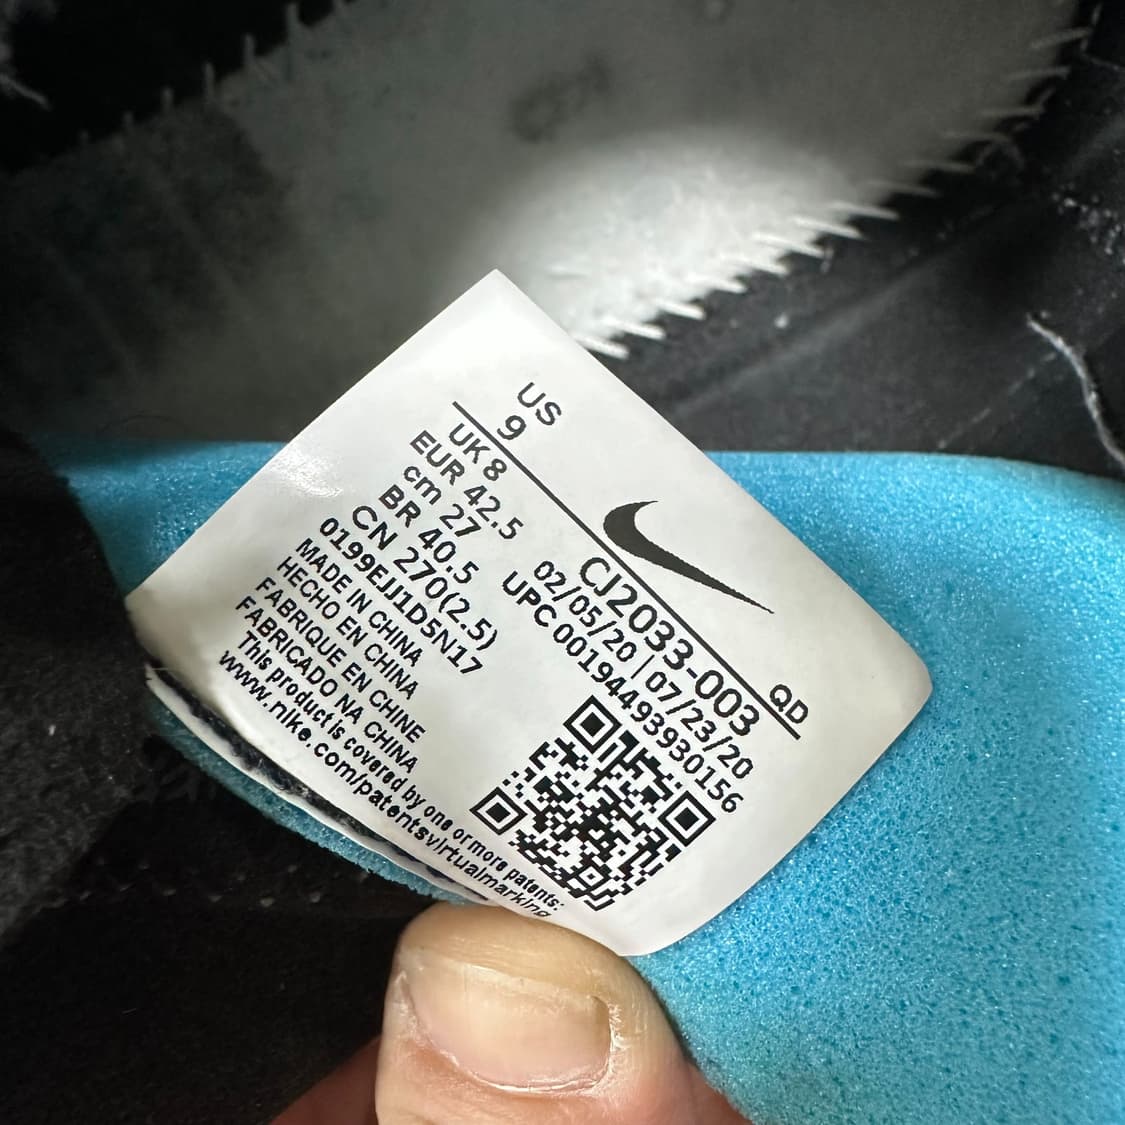 US
9
UK 8
EUR 42.5
cm 27
BR 40.5
CN 270(2.5)
0199EJJ1D5N17
MADE IN CHINA
HECHO EN CHINA
FABRIQUE EN CHINE
FABRICADO NA CHINA
This product is covered by one or more patents:
www.nike.com/patentsvirtualmarking
QD
CJ2033-003
02/05/20 | 07/23/20
UPC 00194493930156